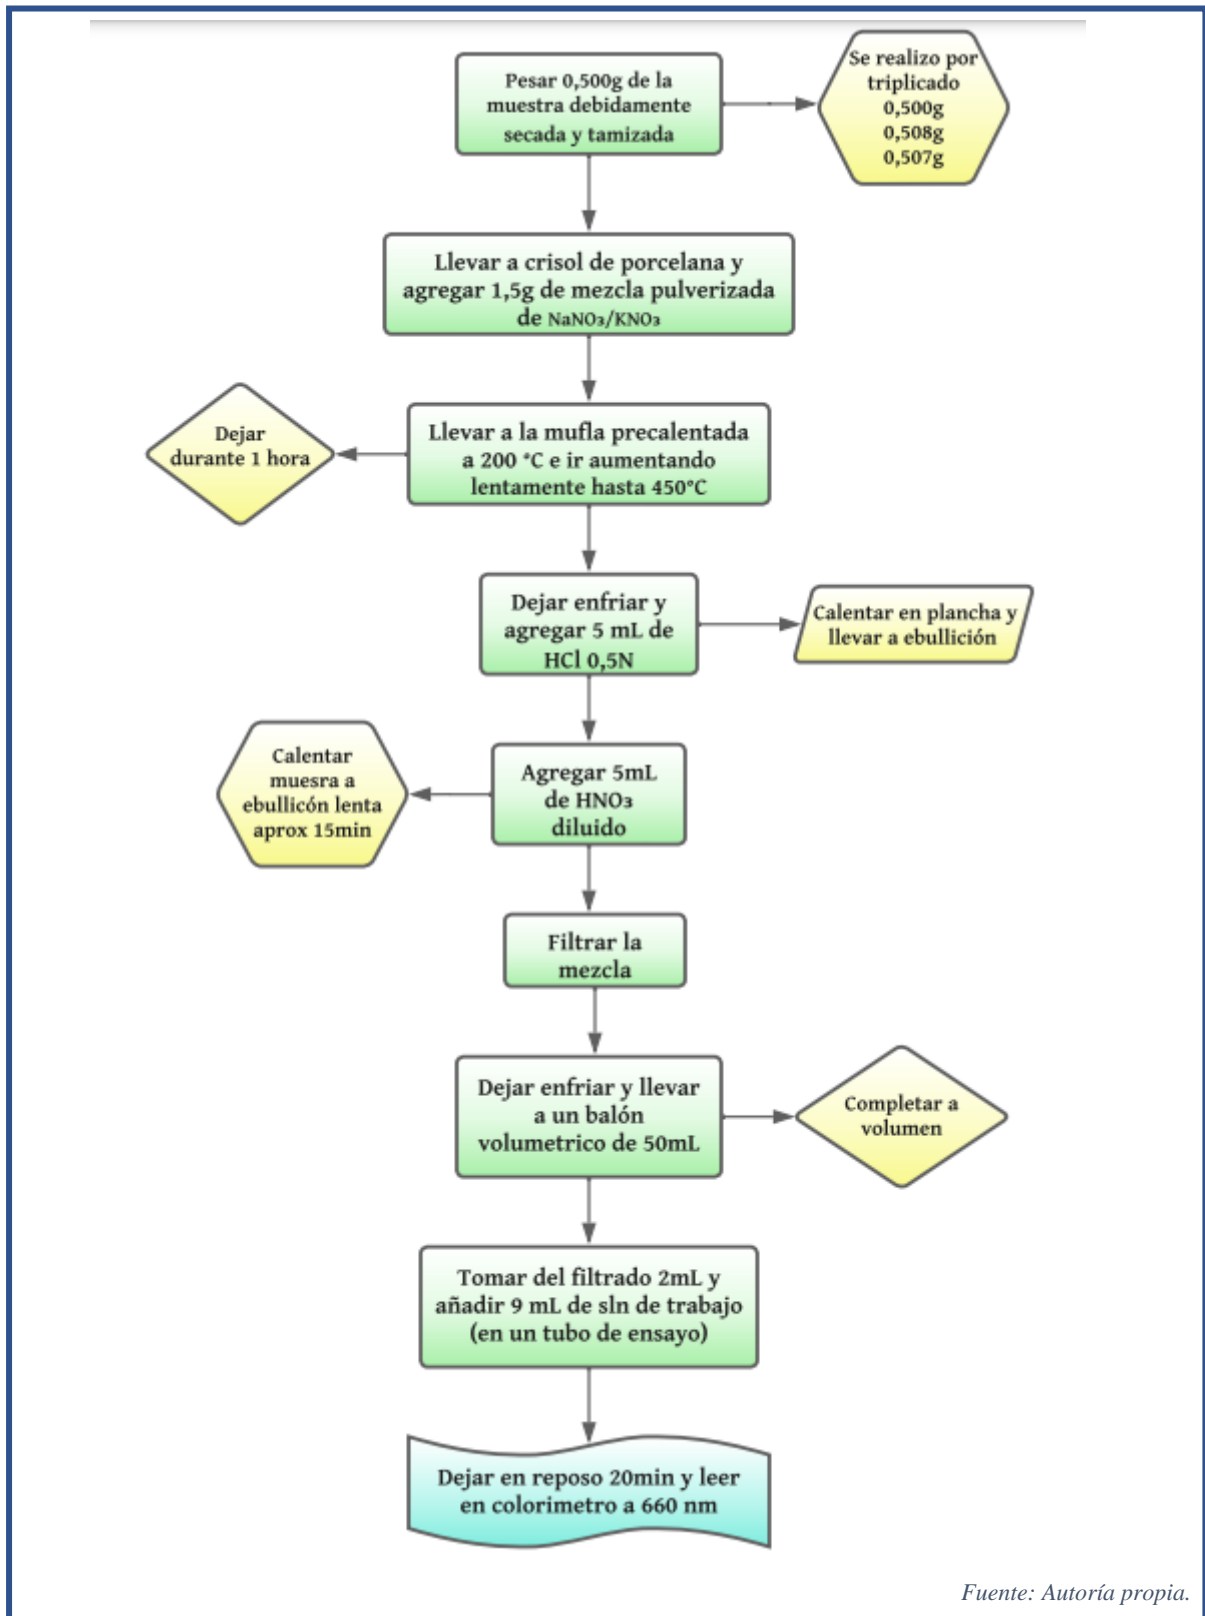 Pesar 0,500g de la
muestra debidamente
secada y tamizada
Se realizo por
triplicado
0,500g
0,508g
0,507g
Llevar a crisol de porcelana y
agregar 1,5g de mezcla pulverizada
de NaNO₃/KNO₃
Llevar a la mufla precalentada
a 200 °C e ir aumentando
lentamente hasta 450°C
Dejar
durante 1 hora
Dejar enfriar y
agregar 5 mL de
HCl 0,5N
Calentar en plancha y
llevar a ebullición
Agregar 5mL
de HNO₃
diluido
Calentar
muesra a
ebullicón lenta
aprox 15min
Filtrar la
mezcla
Dejar enfriar y llevar
a un balón
volumetrico de 50mL
Completar a
volumen
Tomar del filtrado 2mL y
añadir 9 mL de sln de trabajo
(en un tubo de ensayo)
Dejar en reposo 20min y leer
en colorimetro a 660 nm
Fuente: Autoría propia.